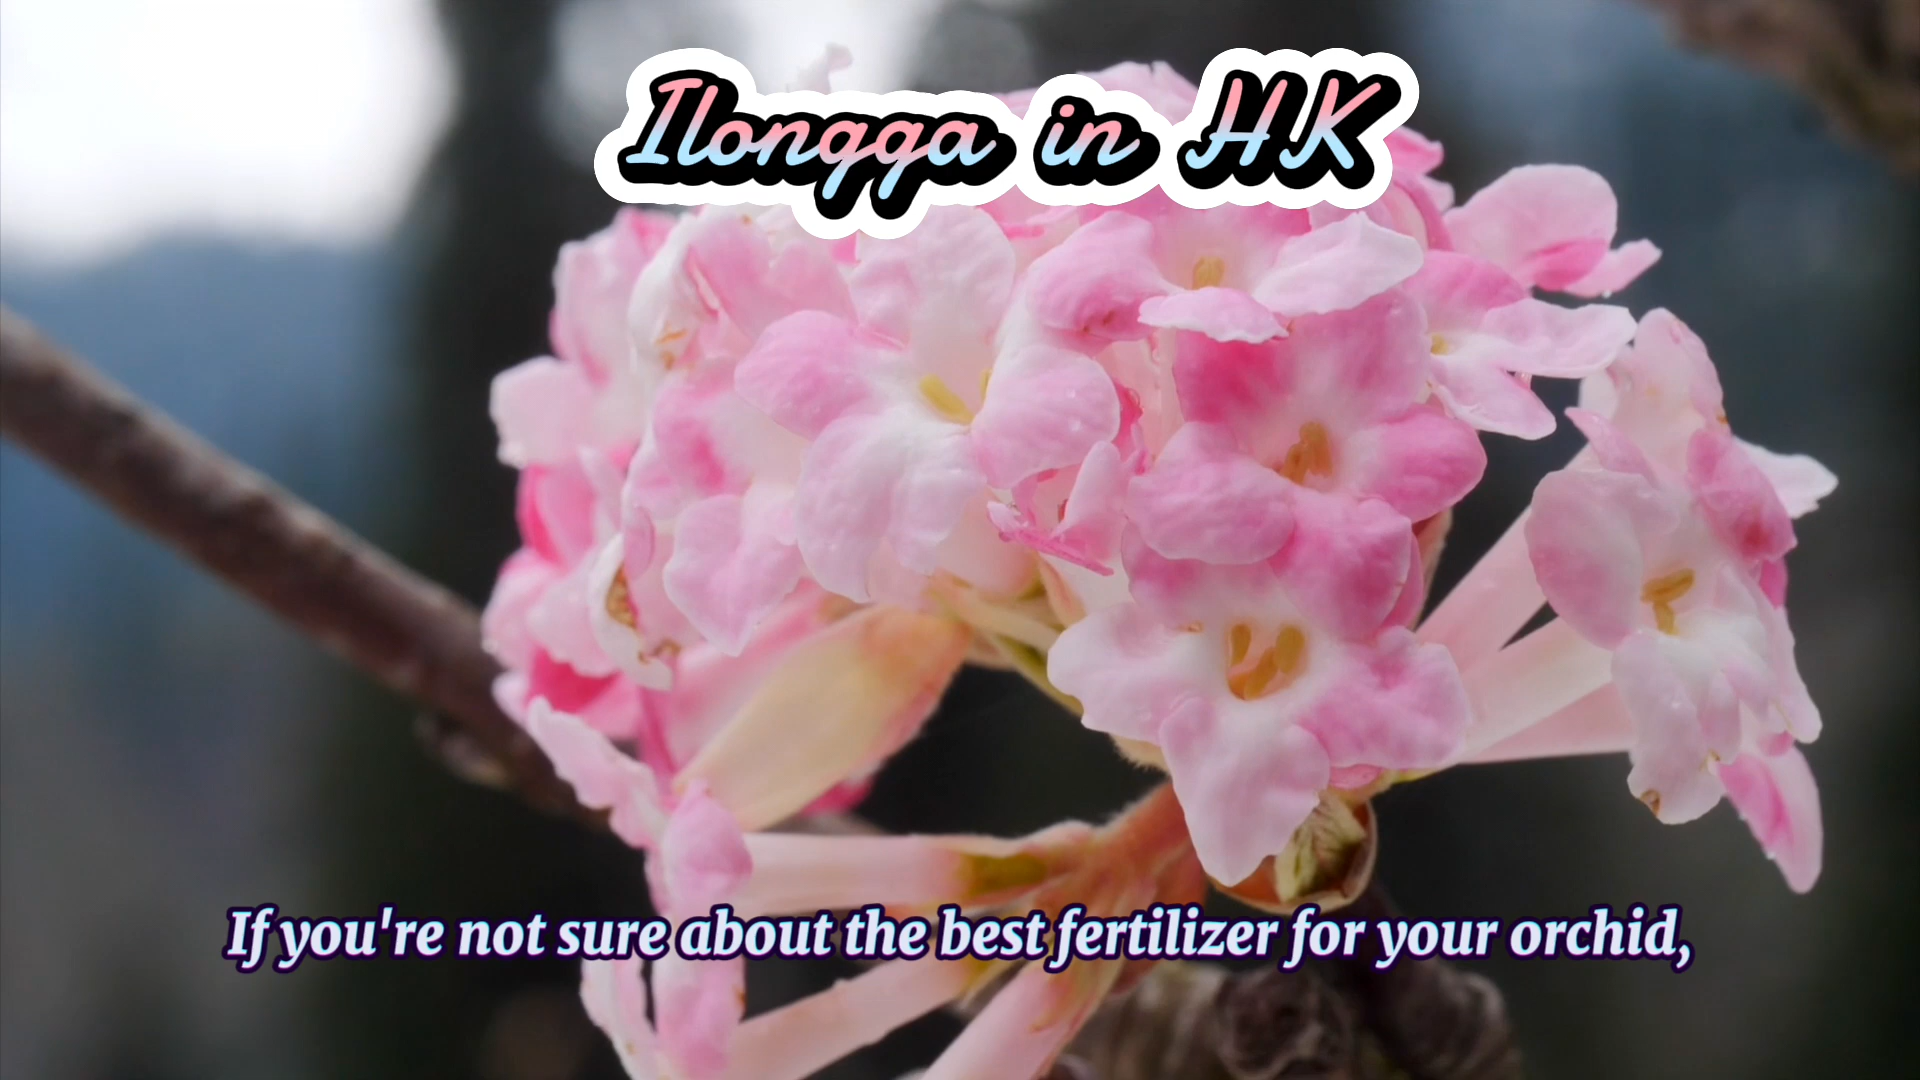 Ilongga in HK
If you're not sure about the best fertilizer for your orchid,